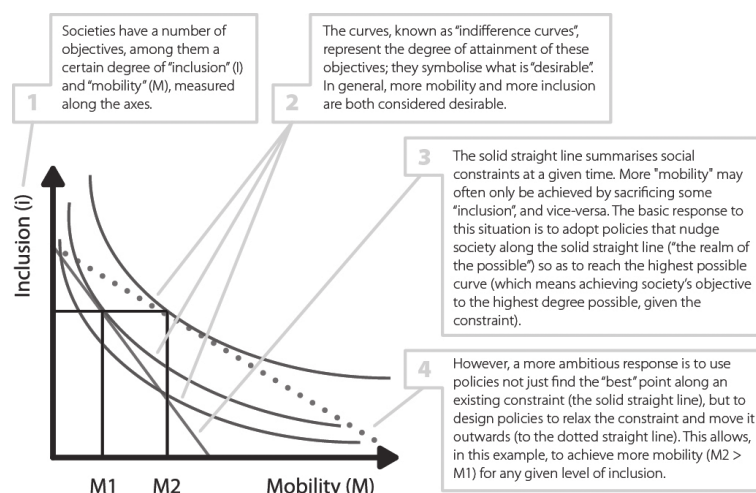 Societies have a number of
objectives, among them a
certain degree of "inclusion" (I)
and "mobility" (M), measured
along the axes.
1
The curves, known as "indifference curves",
represent the degree of attainment of these
objectives; they symbolise what is "desirable".
In general, more mobility and more inclusion
are both considered desirable.
2
3
The solid straight line summarises social
constraints at a given time. More "mobility" may
often only be achieved by sacrificing some
"inclusion", and vice-versa. The basic response to
this situation is to adopt policies that nudge
society along the solid straight line ("the realm of
the possible") so as to reach the highest possible
curve (which means achieving society's objective
to the highest degree possible, given the
constraint).
4
However, a more ambitious response is to use
policies not just find the "best" point along an
existing constraint (the solid straight line), but to
design policies to relax the constraint and move it
outwards (to the dotted straight line). This allows,
in this example, to achieve more mobility (M2 >
M1) for any given level of inclusion.
Inclusion (i)
M1 M2 Mobility (M)